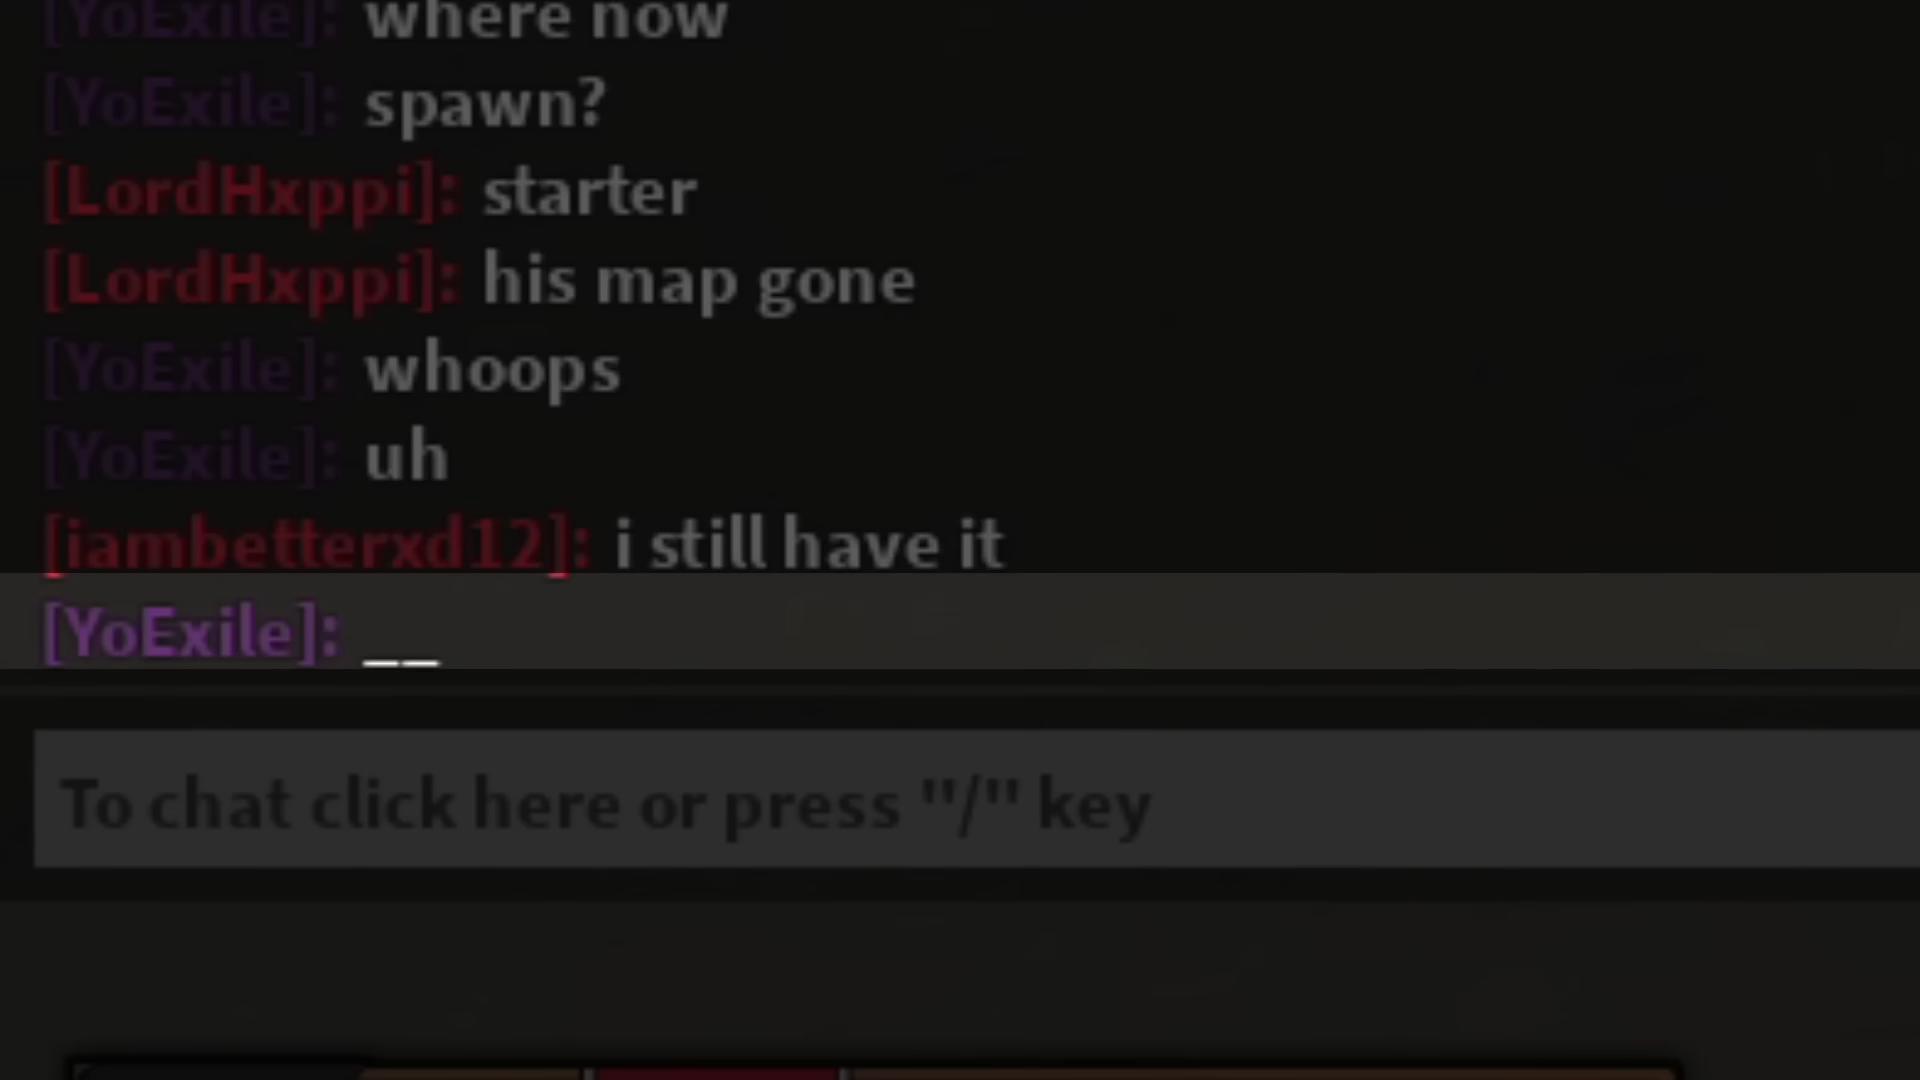 [YoExile]: where now
[YoExile]: spawn?
[LordHxppi]: starter
[LordHxppi]: his map gone
[YoExile]: whoops
[YoExile]: uh
[iambetterxd12]: i still have it
[YoExile]: __
To chat click here or press "/" key